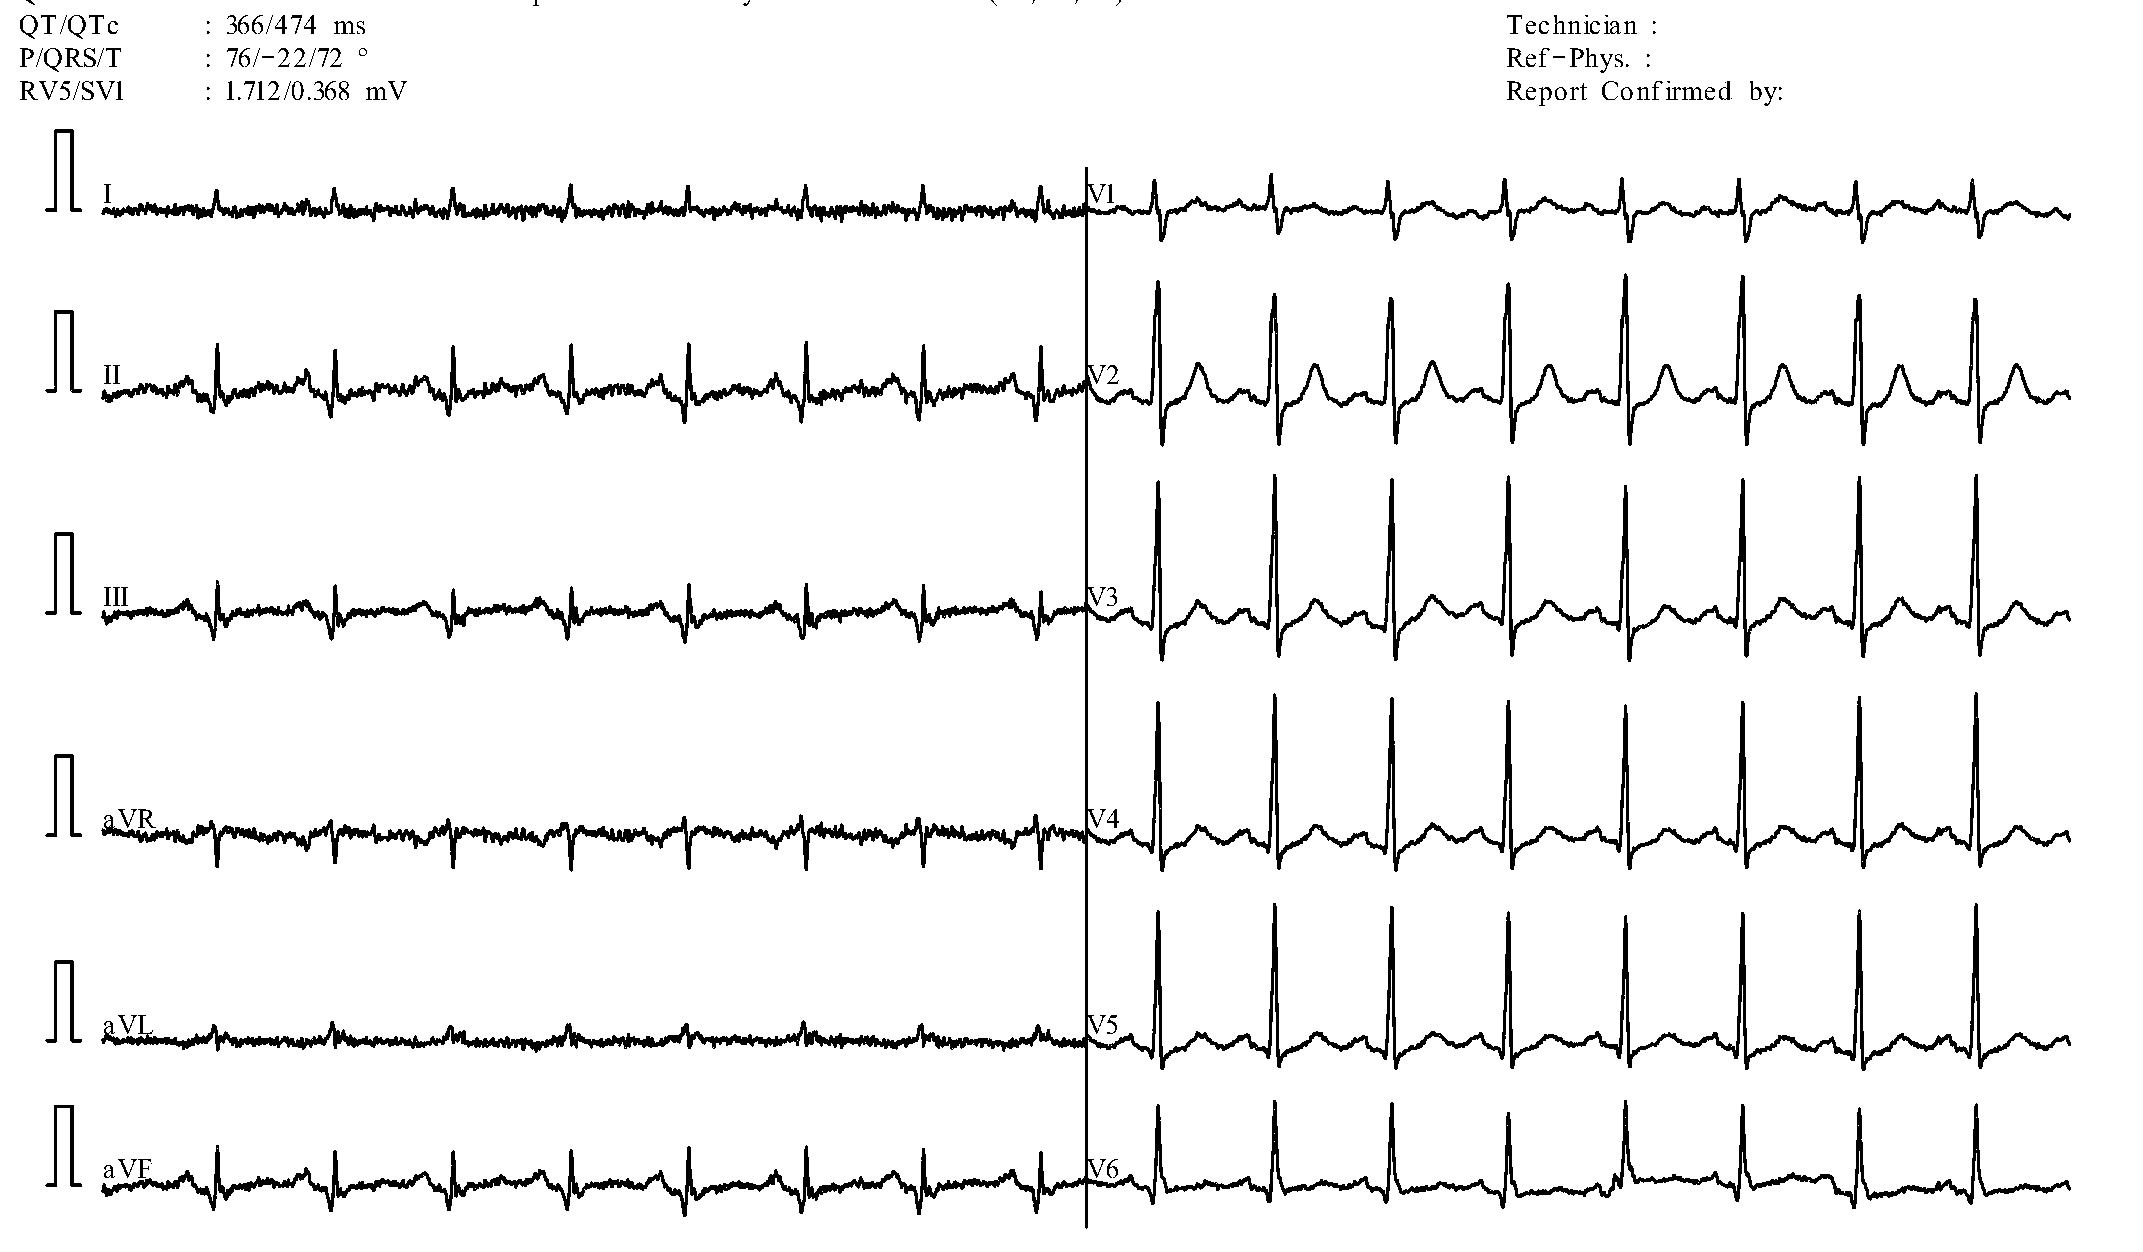 QT/QTc : 366/474 ms
P/QRS/T : 76/-22/72 °
RV5/SV1 : 1.712/0.368 mV
Technician :
Ref-Phys. :
Report Confirmed by:
I
II
III
aVR
aVL
aVF
V1
V2
V3
V4
V5
V6